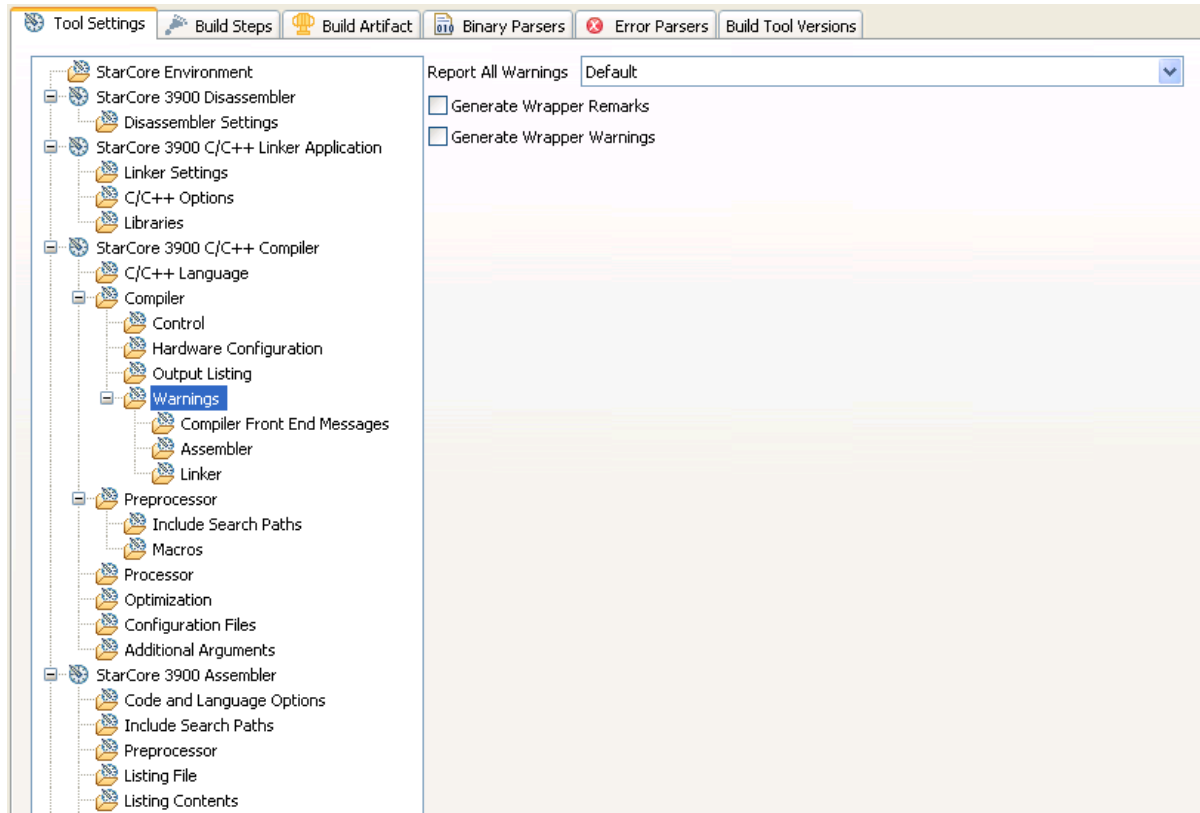 Tool Settings Build Steps Build Artifact Binary Parsers Error Parsers Build Tool Versions
StarCore Environment
StarCore 3900 Disassembler
Disassembler Settings
StarCore 3900 C/C++ Linker Application
Linker Settings
C/C++ Options
Libraries
StarCore 3900 C/C++ Compiler
C/C++ Language
Compiler
Control
Hardware Configuration
Output Listing
Warnings
Compiler Front End Messages
Assembler
Linker
Preprocessor
Include Search Paths
Macros
Processor
Optimization
Configuration Files
Additional Arguments
StarCore 3900 Assembler
Code and Language Options
Include Search Paths
Preprocessor
Listing File
Listing Contents
Report All Warnings Default
Generate Wrapper Remarks
Generate Wrapper Warnings